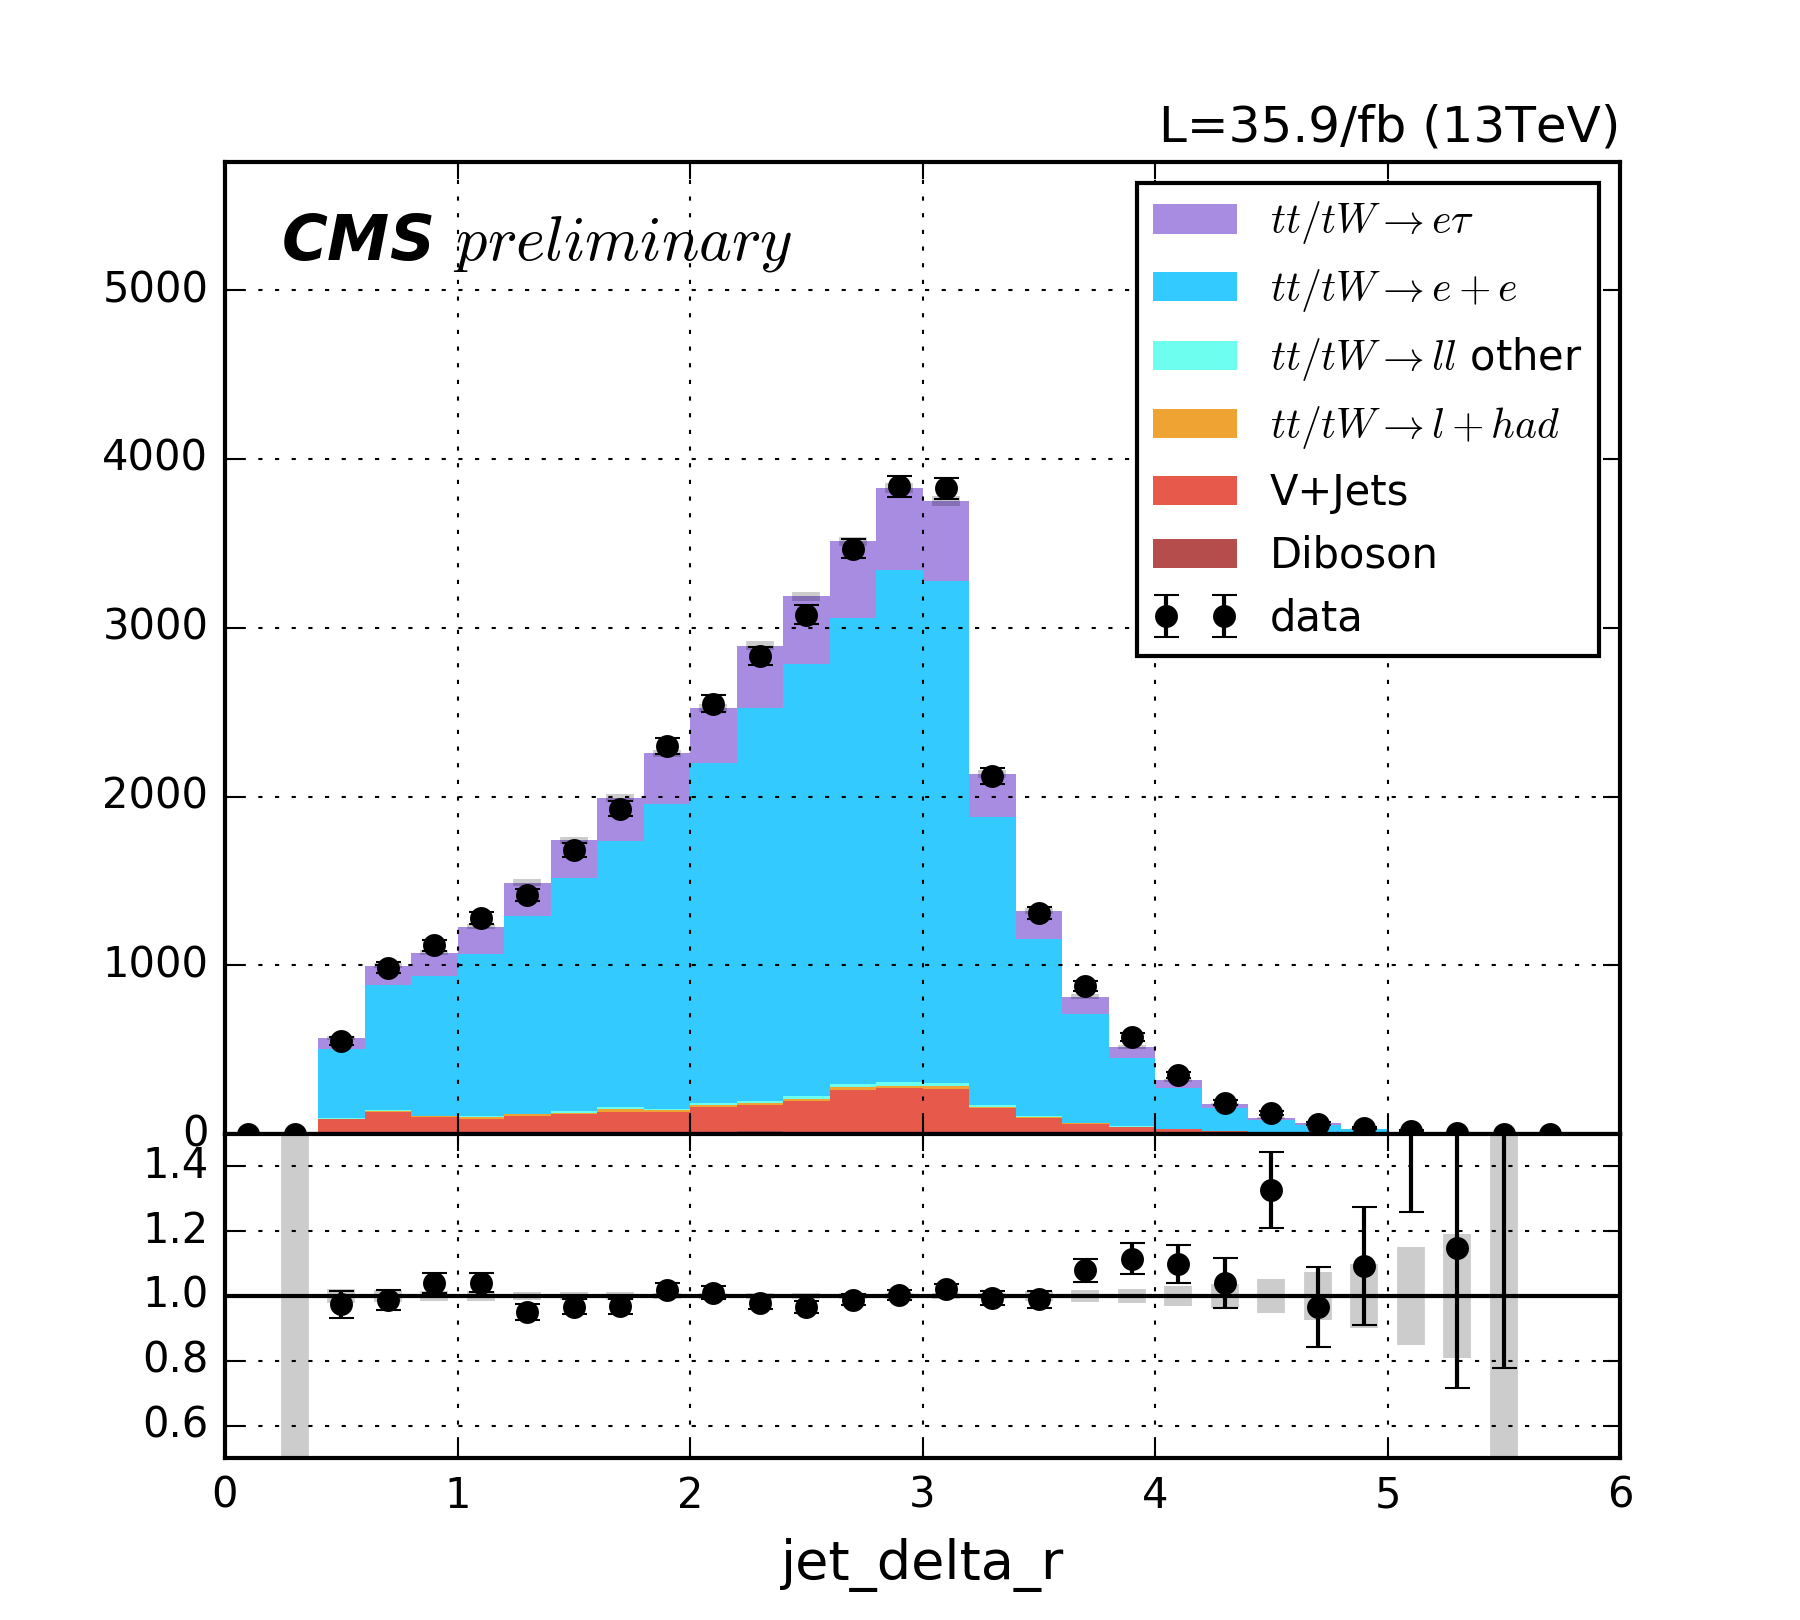 L=35.9/fb (13TeV)
CMS preliminary
tt/tW→eτ
tt/tW→e+e
tt/tW→ll other
tt/tW→l+had
V+Jets
Diboson
data
5000
4000
3000
2000
1000
0
1.4
1.2
1.0
0.8
0.6
0 1 2 3 4 5 6
jet_delta_r